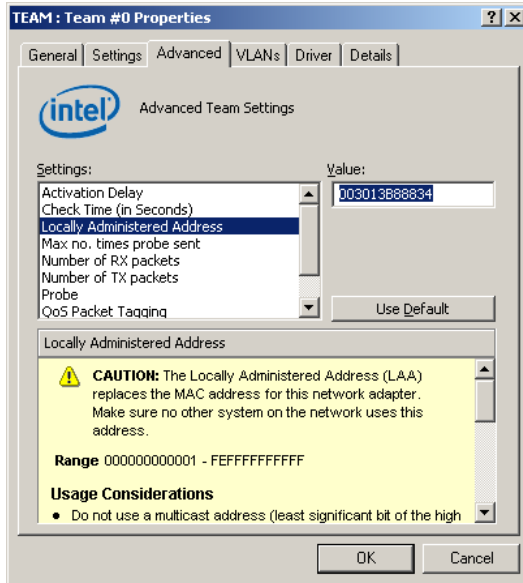 TEAM : Team #0 Properties
General
Settings
Advanced
VLANs
Driver
Details
intel
Advanced Team Settings
Settings:
Value:
Activation Delay
Check Time (in Seconds)
Locally Administered Address
Max no. times probe sent
Number of RX packets
Number of TX packets
Probe
QoS Packet Tagging
003013B88834
Use Default
Locally Administered Address
CAUTION: The Locally Administered Address (LAA)
replaces the MAC address for this network adapter.
Make sure no other system on the network uses this
address.
Range 000000000001 - FEFFFFFFFFFF
Usage Considerations
• Do not use a multicast address (least significant bit of the high
OK
Cancel